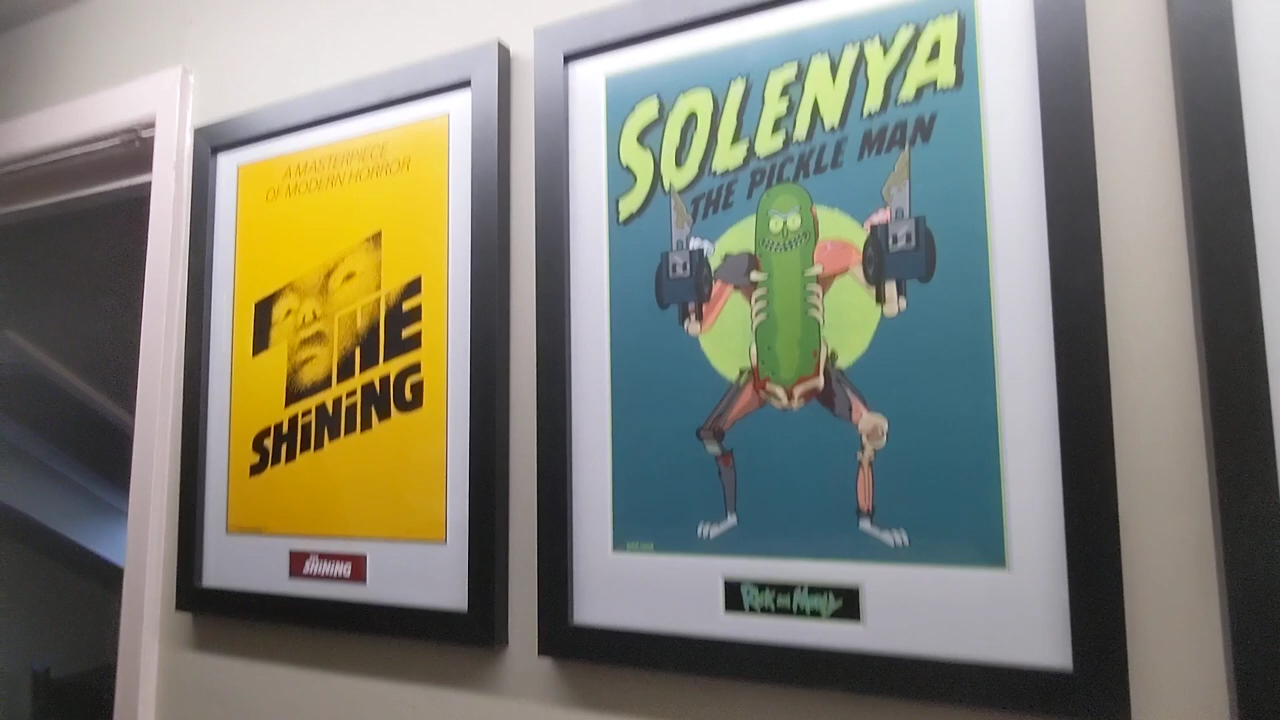 A MASTERPIECE
OF MODERN HORROR
THE
SHiNiNG
THE
SHiNiNG
SOLENYA
THE PICKLE MAN
Rick and Morty